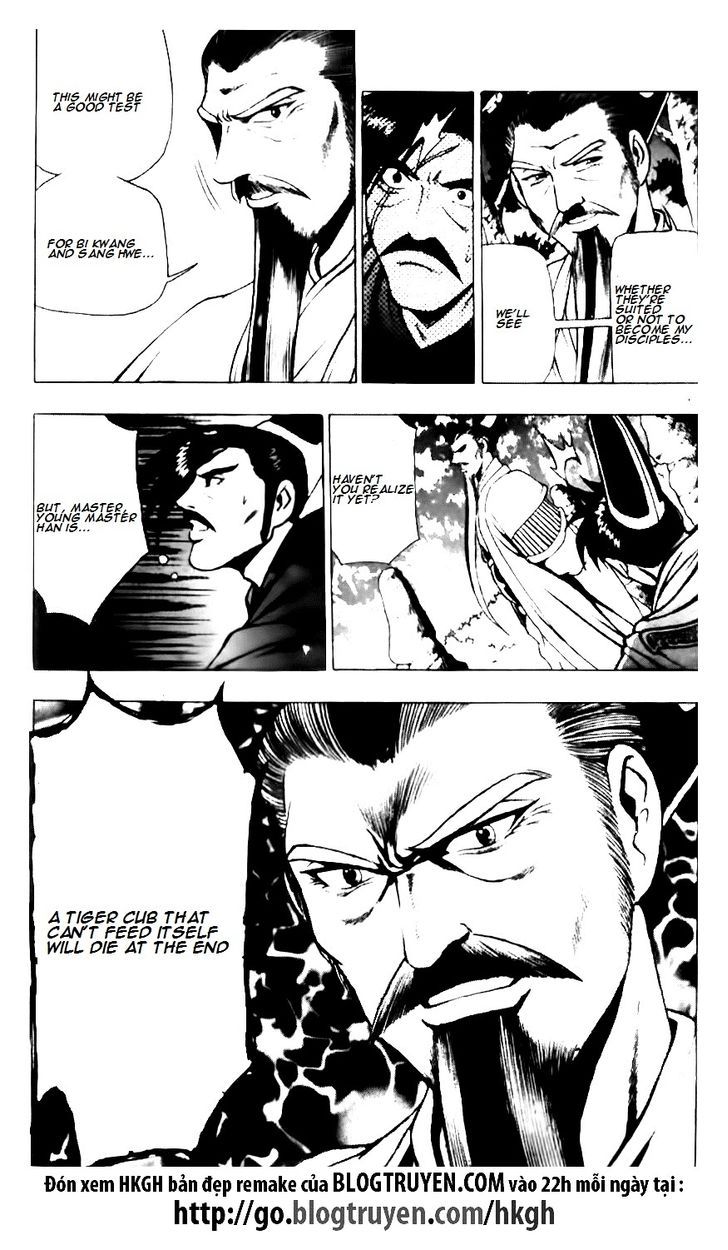 THIS MIGHT BE
A GOOD TEST
FOR BI KWANG
AND SANG HWE...
WHETHER
THEY'RE
SUITED
OR NOT TO
BECOME MY
DISCIPLES...
WE'LL
SEE
BUT, MASTER,
YOUNG MASTER
HAN IS...
HAVEN'T
YOU REALIZE
IT YET?
A TIGER CUB THAT
CAN'T FEED ITSELF
WILL DIE AT THE END
Đón xem HKGH bản đẹp remake của BLOGTRUYEN.COM vào 22h mỗi ngày tại :
http://go.blogtruyen.com/hkgh